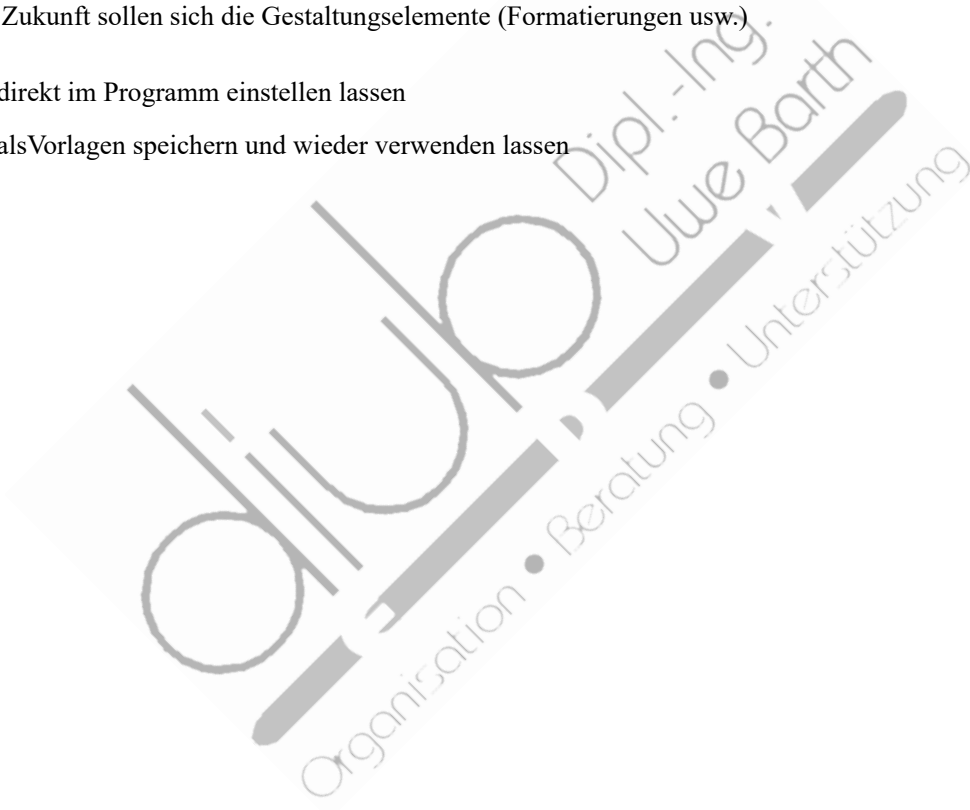 Zukunft sollen sich die Gestaltungselemente (Formatierungen usw.)
direkt im Programm einstellen lassen
alsVorlagen speichern und wieder verwenden lassen
Dipl.-Ing.
Uwe Barth
diub
Organisation • Beratung • Unterstützung